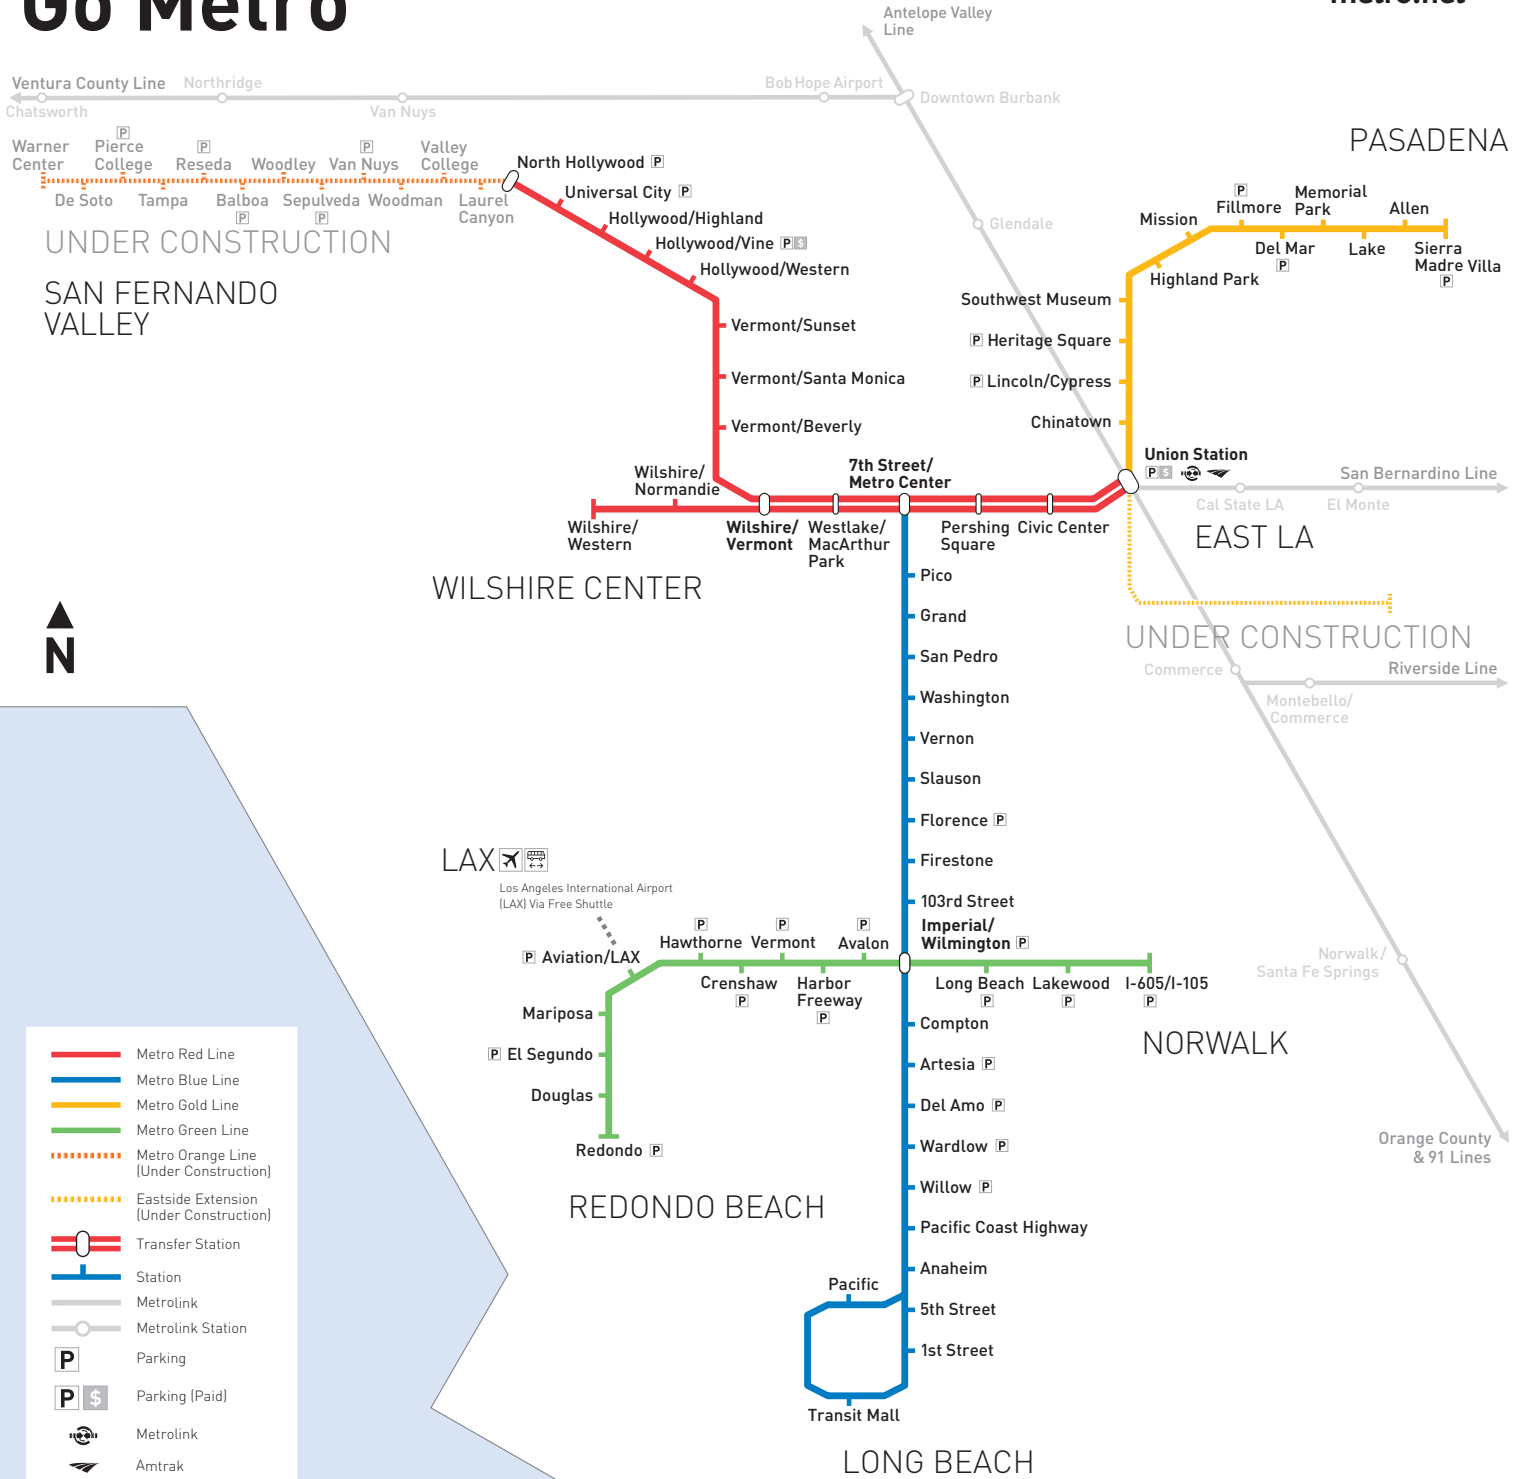 Go Metro
metro.net
Antelope Valley
Line
Ventura County Line
Northridge
Bob Hope Airport
Chatsworth
Van Nuys
Downtown Burbank
Warner
Center
P
Pierce
College
P
Reseda
Woodley
P
Van Nuys
Valley
College
De Soto
Tampa
Balboa
P
Sepulveda
P
Woodman
Laurel
Canyon
UNDER CONSTRUCTION
SAN FERNANDO
VALLEY
North Hollywood P
Universal City P
Hollywood/Highland
Hollywood/Vine P $
Hollywood/Western
Vermont/Sunset
Vermont/Santa Monica
Vermont/Beverly
Glendale
PASADENA
Mission
P
Fillmore
Memorial
Park
Allen
Del Mar
P
Lake
Sierra
Madre Villa
P
Highland Park
Southwest Museum
P Heritage Square
P Lincoln/Cypress
Chinatown
Union Station
P $
San Bernardino Line
Cal State LA
El Monte
EAST LA
Wilshire/
Normandie
7th Street/
Metro Center
Wilshire/
Western
Wilshire/
Vermont
Westlake/
MacArthur
Park
Pershing
Square
Civic Center
WILSHIRE CENTER
N
Pico
Grand
San Pedro
Washington
Vernon
Slauson
Florence P
Firestone
103rd Street
Imperial/
Wilmington P
UNDER CONSTRUCTION
Commerce
Riverside Line
Montebello/
Commerce
LAX
Los Angeles International Airport
(LAX) Via Free Shuttle
P Aviation/LAX
P
Hawthorne
P
Vermont
P
Avalon
Crenshaw
P
Harbor
Freeway
P
Long Beach
P
Lakewood
P
I-605/I-105
P
Norwalk/
Santa Fe Springs
Mariposa
P El Segundo
Douglas
Redondo P
REDONDO BEACH
NORWALK
Compton
Artesia P
Del Amo P
Wardlow P
Willow P
Pacific Coast Highway
Anaheim
Pacific
5th Street
1st Street
Transit Mall
LONG BEACH
Orange County
& 91 Lines
Metro Red Line
Metro Blue Line
Metro Gold Line
Metro Green Line
Metro Orange Line
(Under Construction)
Eastside Extension
(Under Construction)
Transfer Station
Station
Metrolink
Metrolink Station
P Parking
P $ Parking (Paid)
Metrolink
Amtrak